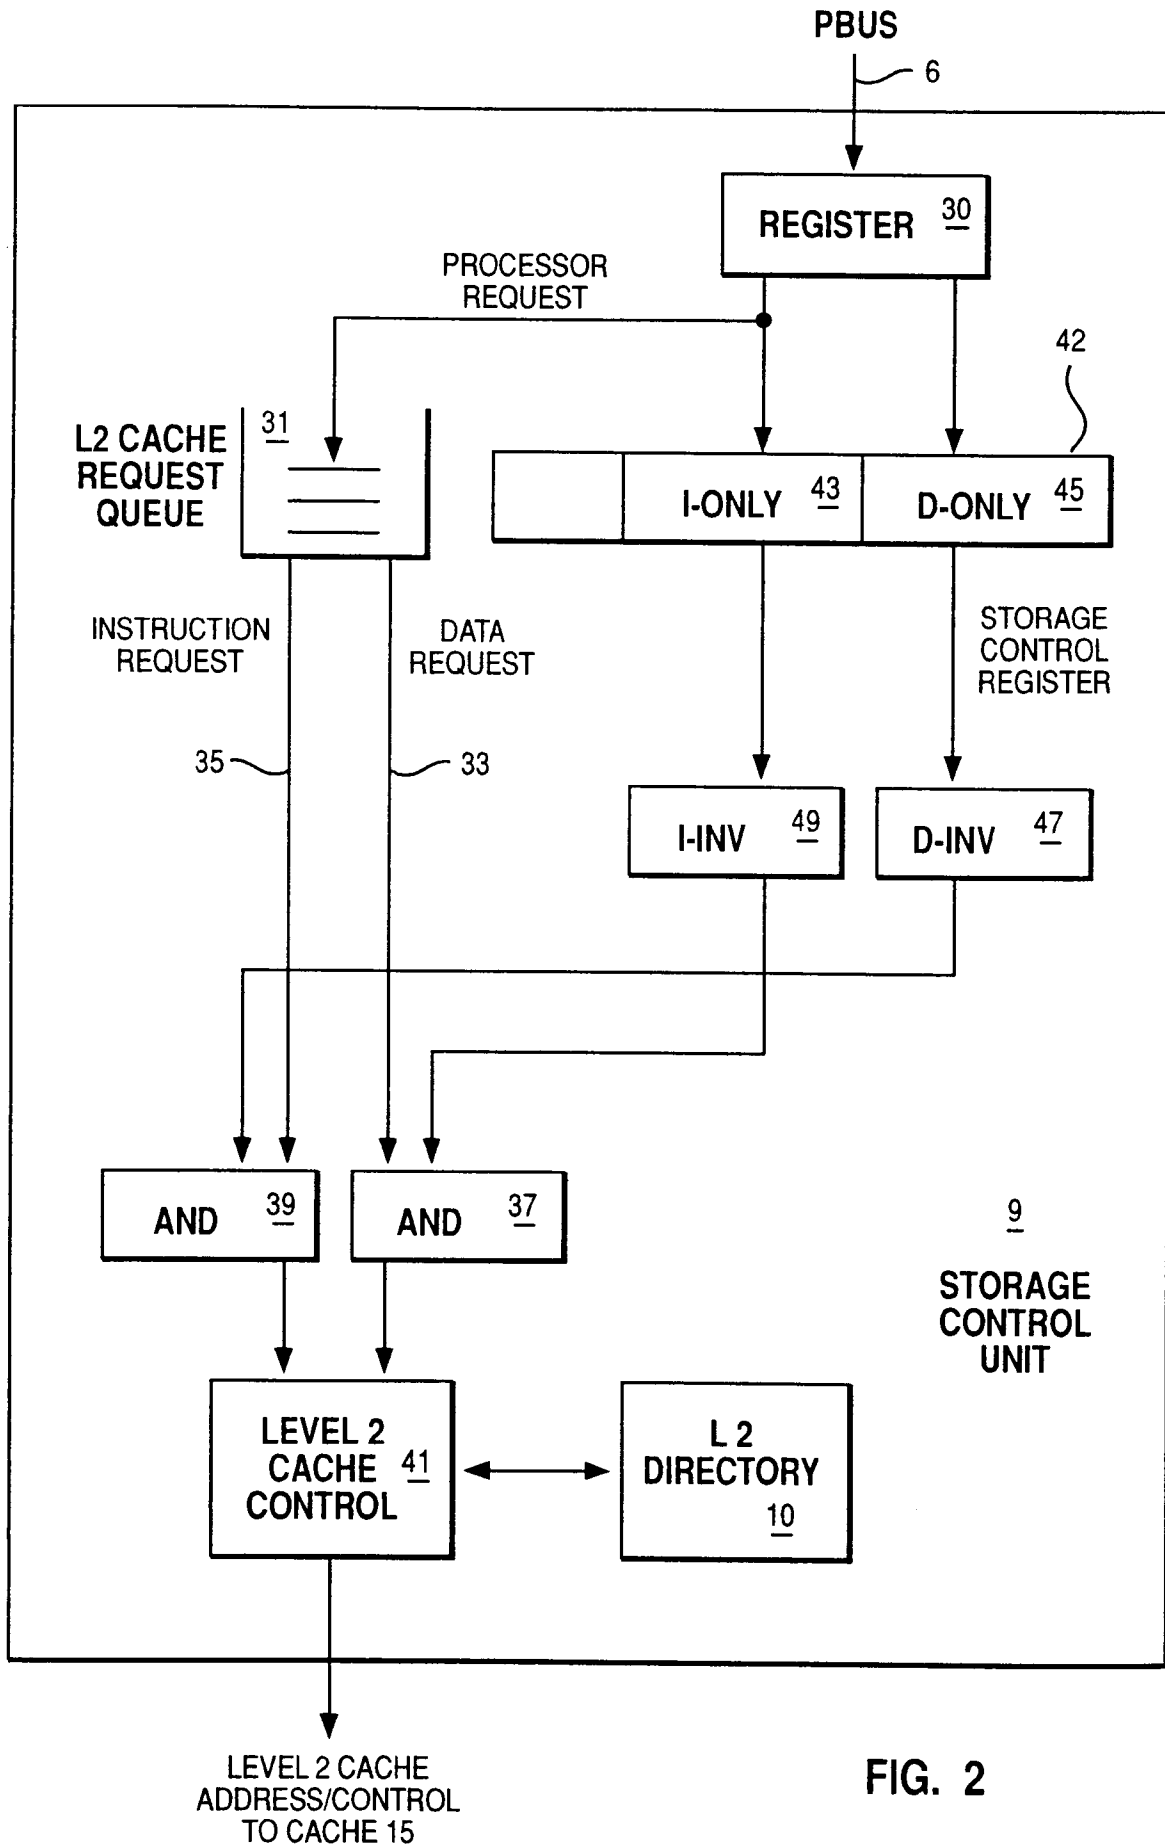 PBUS
6
REGISTER 30
PROCESSOR
REQUEST
42
31
L2 CACHE
REQUEST
QUEUE
I-ONLY 43
D-ONLY 45
INSTRUCTION
REQUEST
DATA
REQUEST
STORAGE
CONTROL
REGISTER
35
33
I-INV 49
D-INV 47
AND 39
AND 37
9
STORAGE
CONTROL
UNIT
LEVEL 2
CACHE 41
CONTROL
L 2
DIRECTORY
10
LEVEL 2 CACHE
ADDRESS/CONTROL
TO CACHE 15
FIG. 2